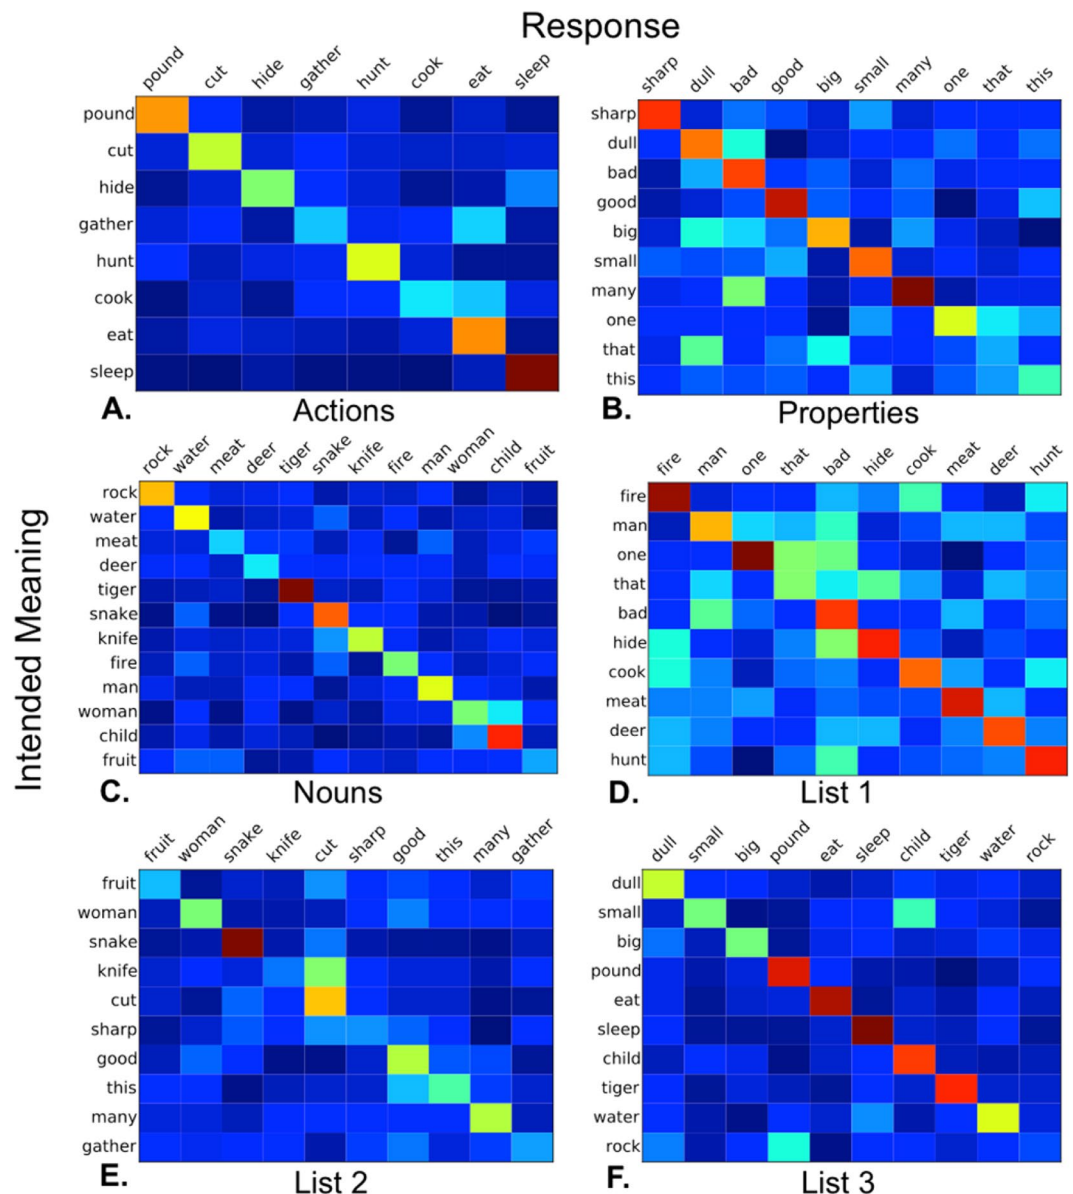 Response
pound cut hide gather hunt cook eat sleep
pound
cut
hide
gather
hunt
cook
eat
sleep
A. Actions
sharp dull bad good big small many one that this
sharp
dull
bad
good
big
small
many
one
that
this
B. Properties
Intended Meaning
rock water meat deer tiger snake knife fire man woman child fruit
rock
water
meat
deer
tiger
snake
knife
fire
man
woman
child
fruit
C. Nouns
fire man one that bad hide cook meat deer hunt
fire
man
one
that
bad
hide
cook
meat
deer
hunt
D. List 1
fruit woman snake knife cut sharp good this many gather
fruit
woman
snake
knife
cut
sharp
good
this
many
gather
E. List 2
dull small big pound eat sleep child tiger water rock
dull
small
big
pound
eat
sleep
child
tiger
water
rock
F. List 3